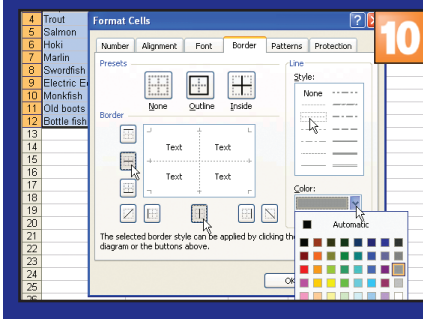 4 Trout
5 Salmon
6 Hoki
7 Marlin
8 Swordfish
9 Electric E
10 Monkfish
11 Old boots
12 Bottle fish
13
14
15
16
17
18
19
20
21
22
23
24
25
26
Format Cells
10
Number Alignment Font Border Patterns Protection
Presets
None Outline Inside
Border
Text Text
Text Text
The selected border style can be applied by clicking the
diagram or the buttons above.
Line
Style:
None
Color:
Automatic
OK